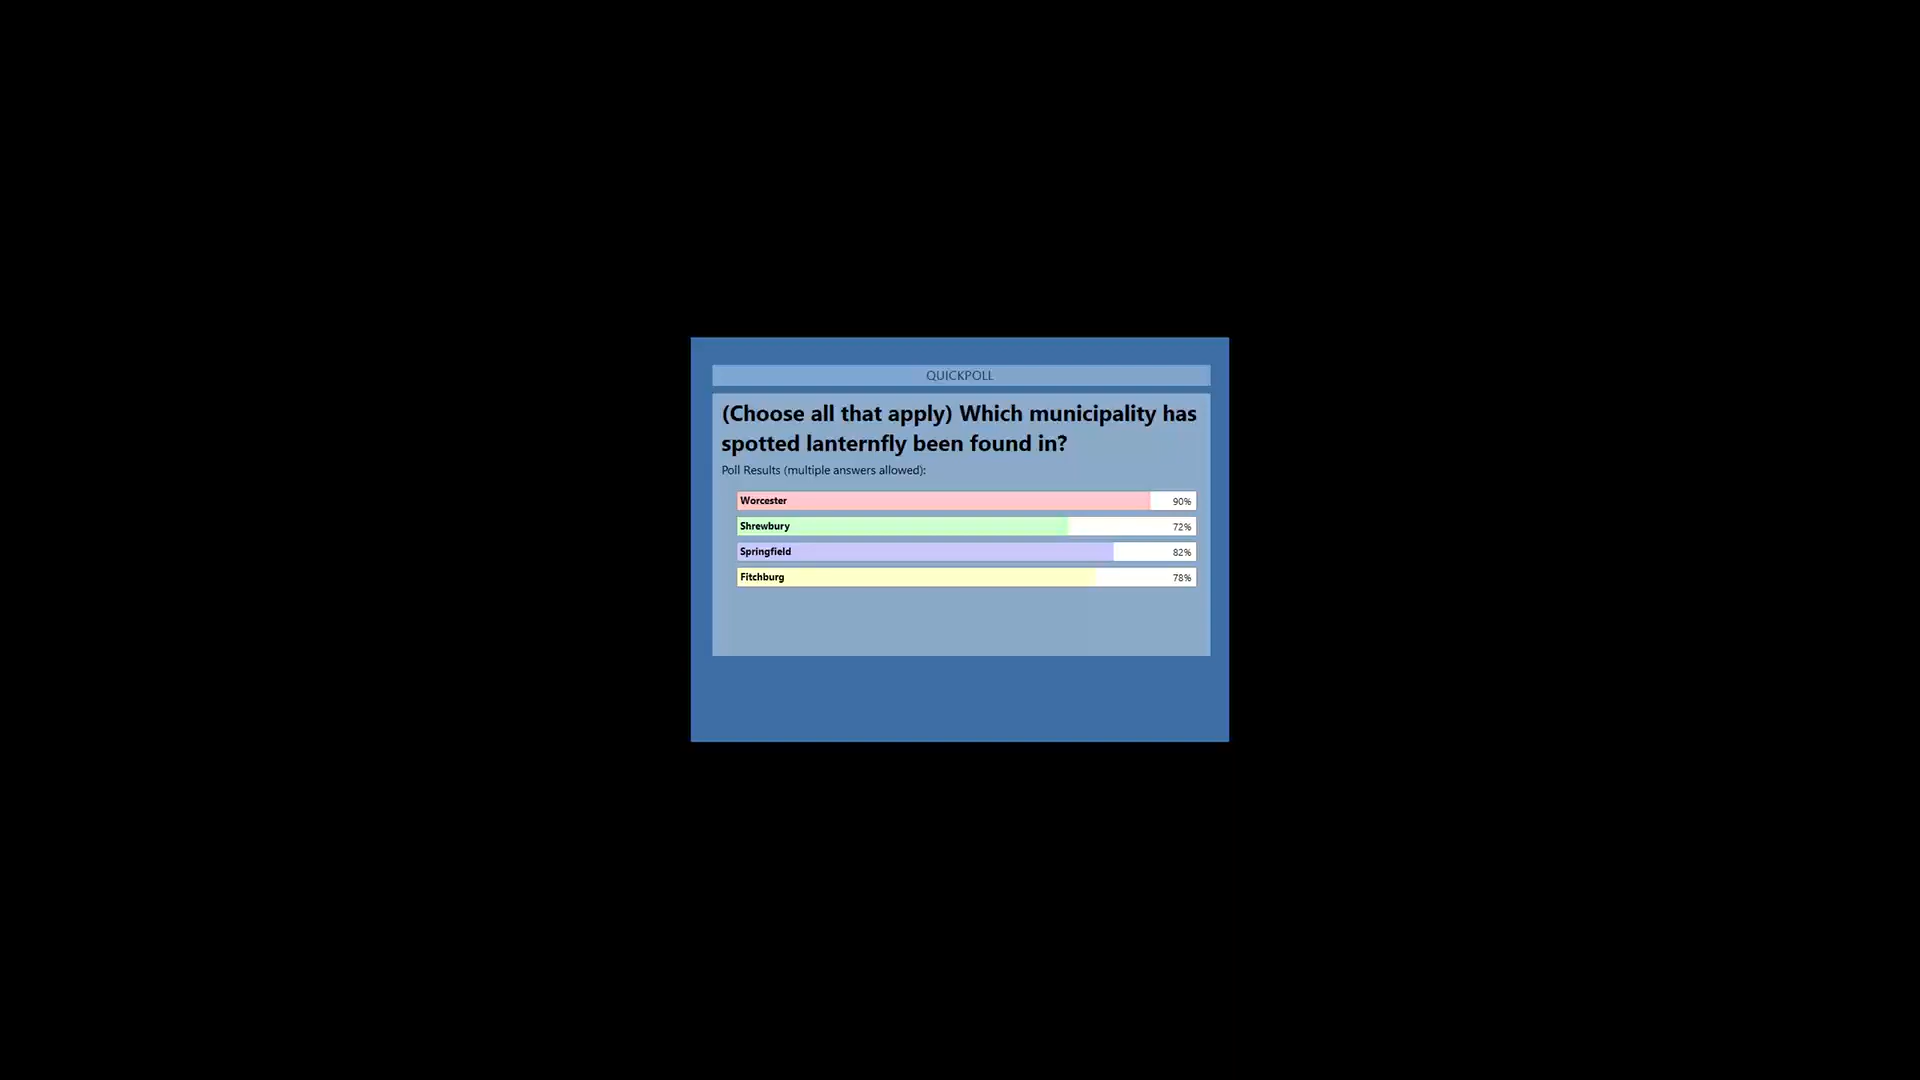 QUICKPOLL
(Choose all that apply) Which municipality has
spotted lanternfly been found in?
Poll Results (multiple answers allowed):
Worcester 90%
Shrewbury 72%
Springfield 82%
Fitchburg 78%